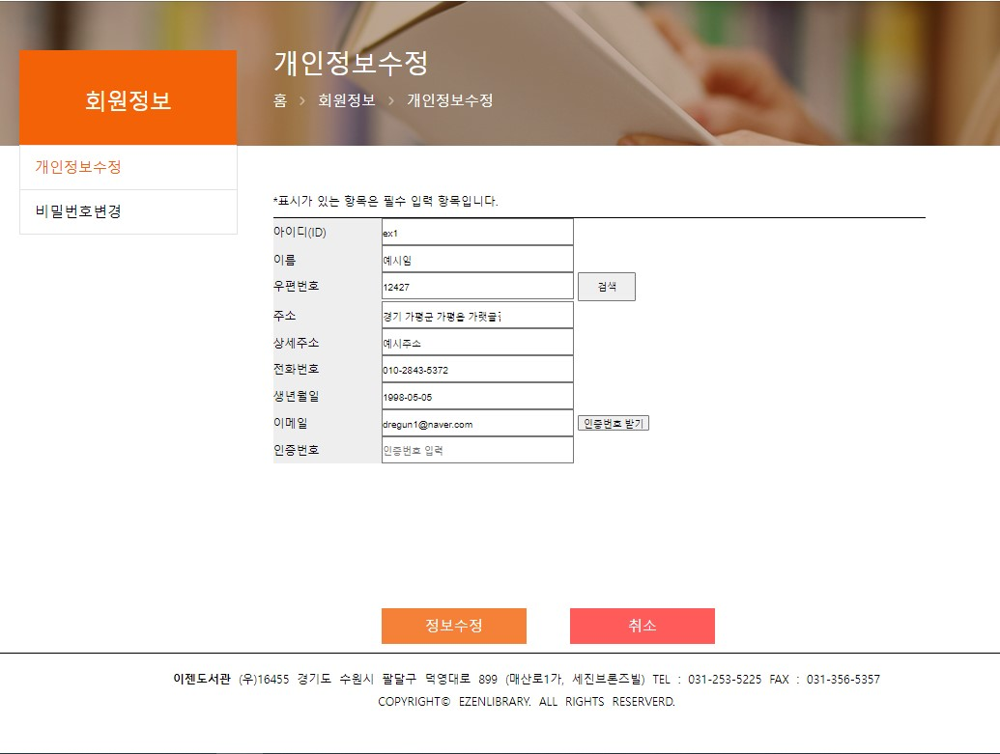 회원정보
개인정보수정
비밀번호변경
개인정보수정
홈 > 회원정보 > 개인정보수정
*표시가 있는 항목은 필수 입력 항목입니다.
아이디(ID) ex1
이름 예시임
우편번호 12427 검색
주소 경기 가평군 가평읍 가랫골
상세주소 예시주소
전화번호 010-2843-5372
생년월일 1998-05-05
이메일 dregun1@naver.com 인증번호 받기
인증번호 인증번호 입력
정보수정 취소
이젠도서관 (우)16455 경기도 수원시 팔달구 덕영대로 899 (매산로1가, 세진브론즈빌) TEL : 031-253-5225 FAX : 031-356-5357
COPYRIGHT© EZENLIBRARY. ALL RIGHTS RESERVERD.